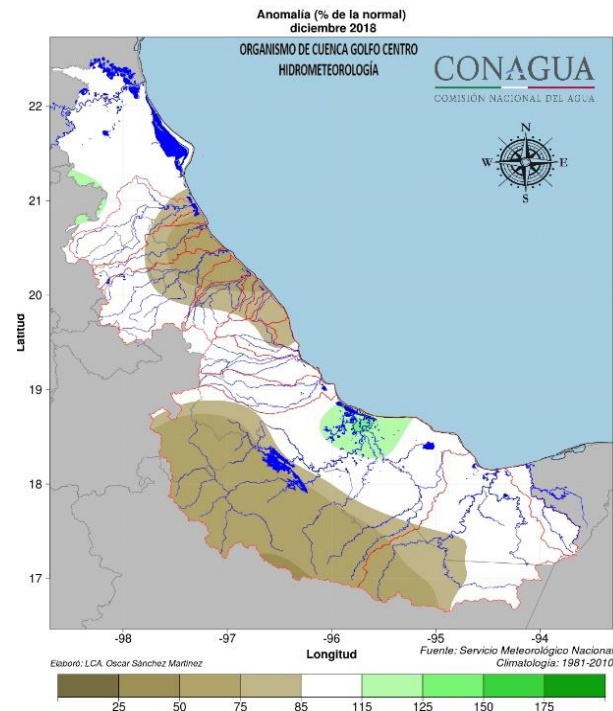 Anomalía (% de la normal)
diciembre 2018
ORGANISMO DE CUENCA GOLFO CENTRO
HIDROMETEOROLOGÍA
CONAGUA
COMISIÓN NACIONAL DEL AGUA
N
W E
S
22
21
20
19
18
17
Latitud
-98 -97 -96 -95 -94
Longitud
Elaboró: LCA. Oscar Sánchez Martínez
Fuente: Servicio Meteorológico Nacional
Climatología: 1981-2010
25 50 75 85 115 125 150 175